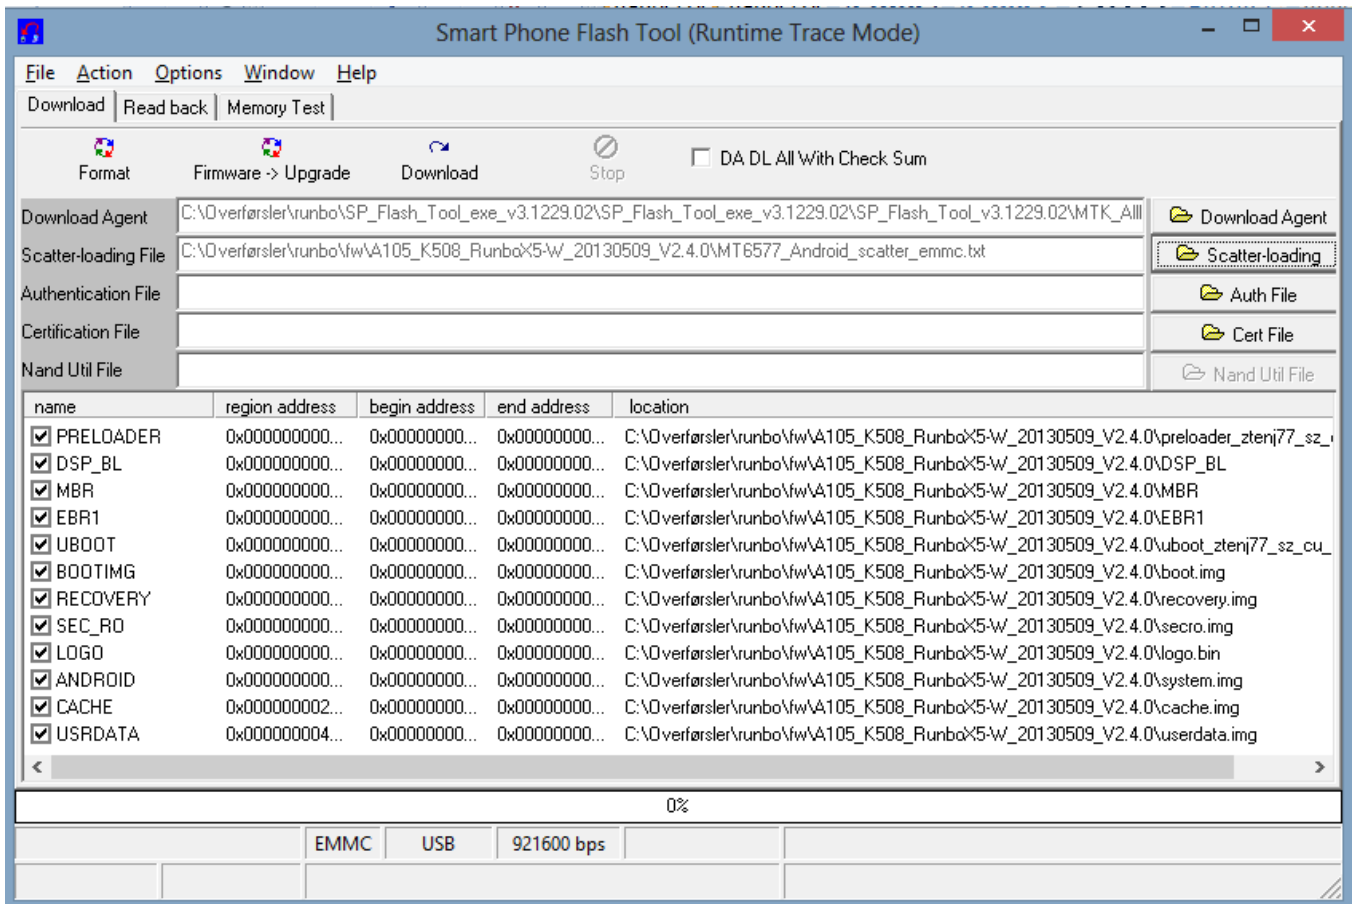 Smart Phone Flash Tool (Runtime Trace Mode)
File Action Options Window Help
Download Read back Memory Test
Format Firmware -> Upgrade Download Stop DA DL All With Check Sum
Download Agent C:\Overførsler\runbo\SP_Flash_Tool_exe_v3.1229.02\SP_Flash_Tool_exe_v3.1229.02\SP_Flash_Tool_v3.1229.02\MTK_All Download Agent
Scatter-loading File C:\Overførsler\runbo\fw\A105_K508_RunboX5-W_20130509_V2.4.0\MT6577_Android_scatter_emmc.txt Scatter-loading
Authentication File Auth File
Certification File Cert File
Nand Util File Nand Util File
name region address begin address end address location
PRELOADER 0x000000000... 0x00000000... 0x00000000... C:\Overførsler\runbo\fw\A105_K508_RunboX5-W_20130509_V2.4.0\preloader_ztenj77_sz_
DSP_BL 0x000000000... 0x00000000... 0x00000000... C:\Overførsler\runbo\fw\A105_K508_RunboX5-W_20130509_V2.4.0\DSP_BL
MBR 0x000000000... 0x00000000... 0x00000000... C:\Overførsler\runbo\fw\A105_K508_RunboX5-W_20130509_V2.4.0\MBR
EBR1 0x000000000... 0x00000000... 0x00000000... C:\Overførsler\runbo\fw\A105_K508_RunboX5-W_20130509_V2.4.0\EBR1
UBOOT 0x000000000... 0x00000000... 0x00000000... C:\Overførsler\runbo\fw\A105_K508_RunboX5-W_20130509_V2.4.0\uboot_ztenj77_sz_cu_
BOOTIMG 0x000000000... 0x00000000... 0x00000000... C:\Overførsler\runbo\fw\A105_K508_RunboX5-W_20130509_V2.4.0\boot.img
RECOVERY 0x000000000... 0x00000000... 0x00000000... C:\Overførsler\runbo\fw\A105_K508_RunboX5-W_20130509_V2.4.0\recovery.img
SEC_RO 0x000000000... 0x00000000... 0x00000000... C:\Overførsler\runbo\fw\A105_K508_RunboX5-W_20130509_V2.4.0\secro.img
LOGO 0x000000000... 0x00000000... 0x00000000... C:\Overførsler\runbo\fw\A105_K508_RunboX5-W_20130509_V2.4.0\logo.bin
ANDROID 0x000000000... 0x00000000... 0x00000000... C:\Overførsler\runbo\fw\A105_K508_RunboX5-W_20130509_V2.4.0\system.img
CACHE 0x000000002... 0x00000000... 0x00000000... C:\Overførsler\runbo\fw\A105_K508_RunboX5-W_20130509_V2.4.0\cache.img
USRDATA 0x000000004... 0x00000000... 0x00000000... C:\Overførsler\runbo\fw\A105_K508_RunboX5-W_20130509_V2.4.0\userdata.img
0%
EMMC USB 921600 bps